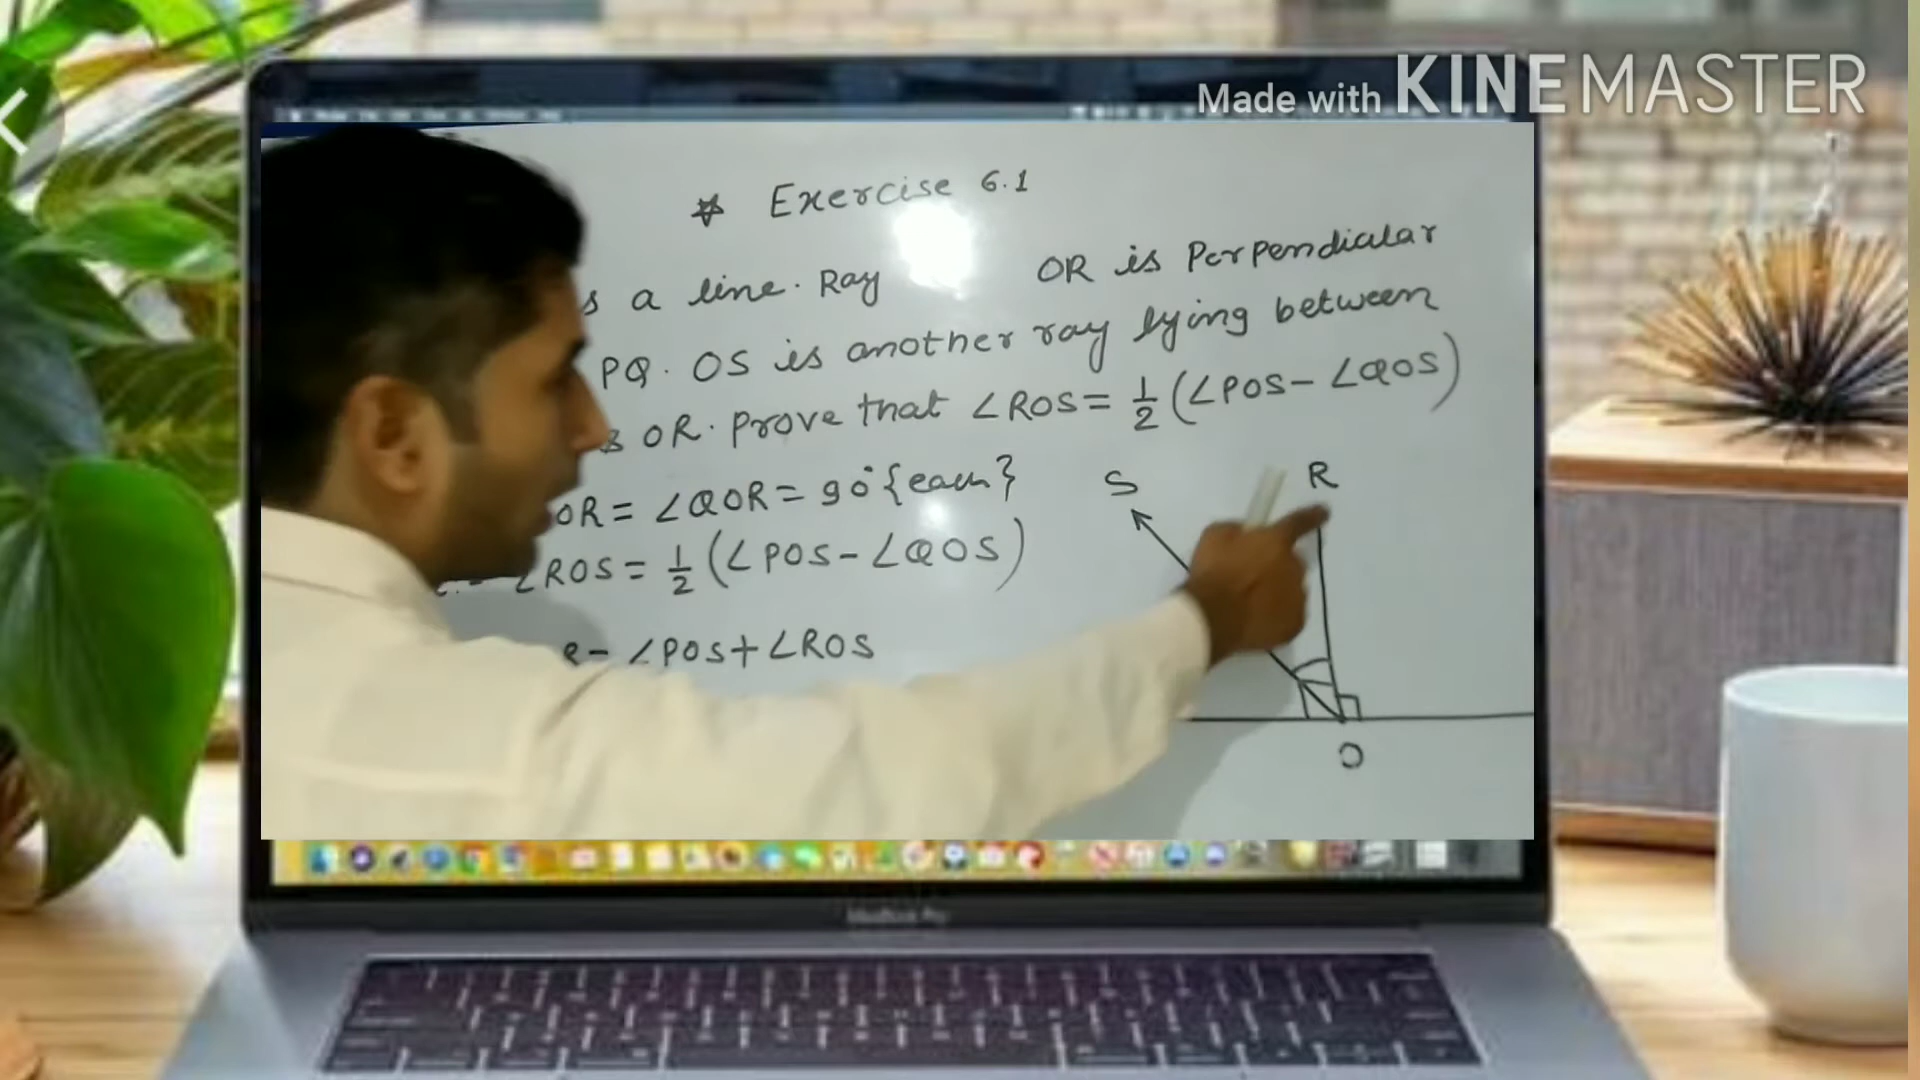 Made with KINEMASTER
* Exercise 6.1
s a line. Ray OR is Perpendicular
PQ. OS is another ray lying between
OR. Prove that ∠ROS = 1/2 (∠POS - ∠QOS)
OR = ∠QOR = 90° {each}
∠ROS = 1/2 (∠POS - ∠QOS)
R = ∠POS + ∠ROS
S R
O